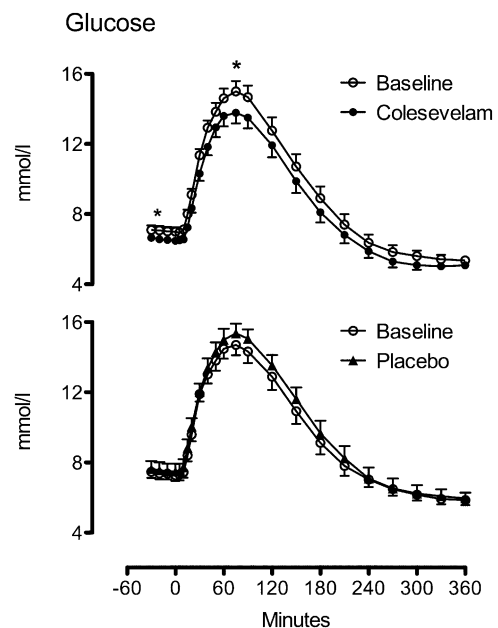 Glucose
16
12
8
4
mmol/l
*
*
Baseline
Colesevelam
16
12
8
4
mmol/l
Baseline
Placebo
-60 0 60 120 180 240 300 360
Minutes